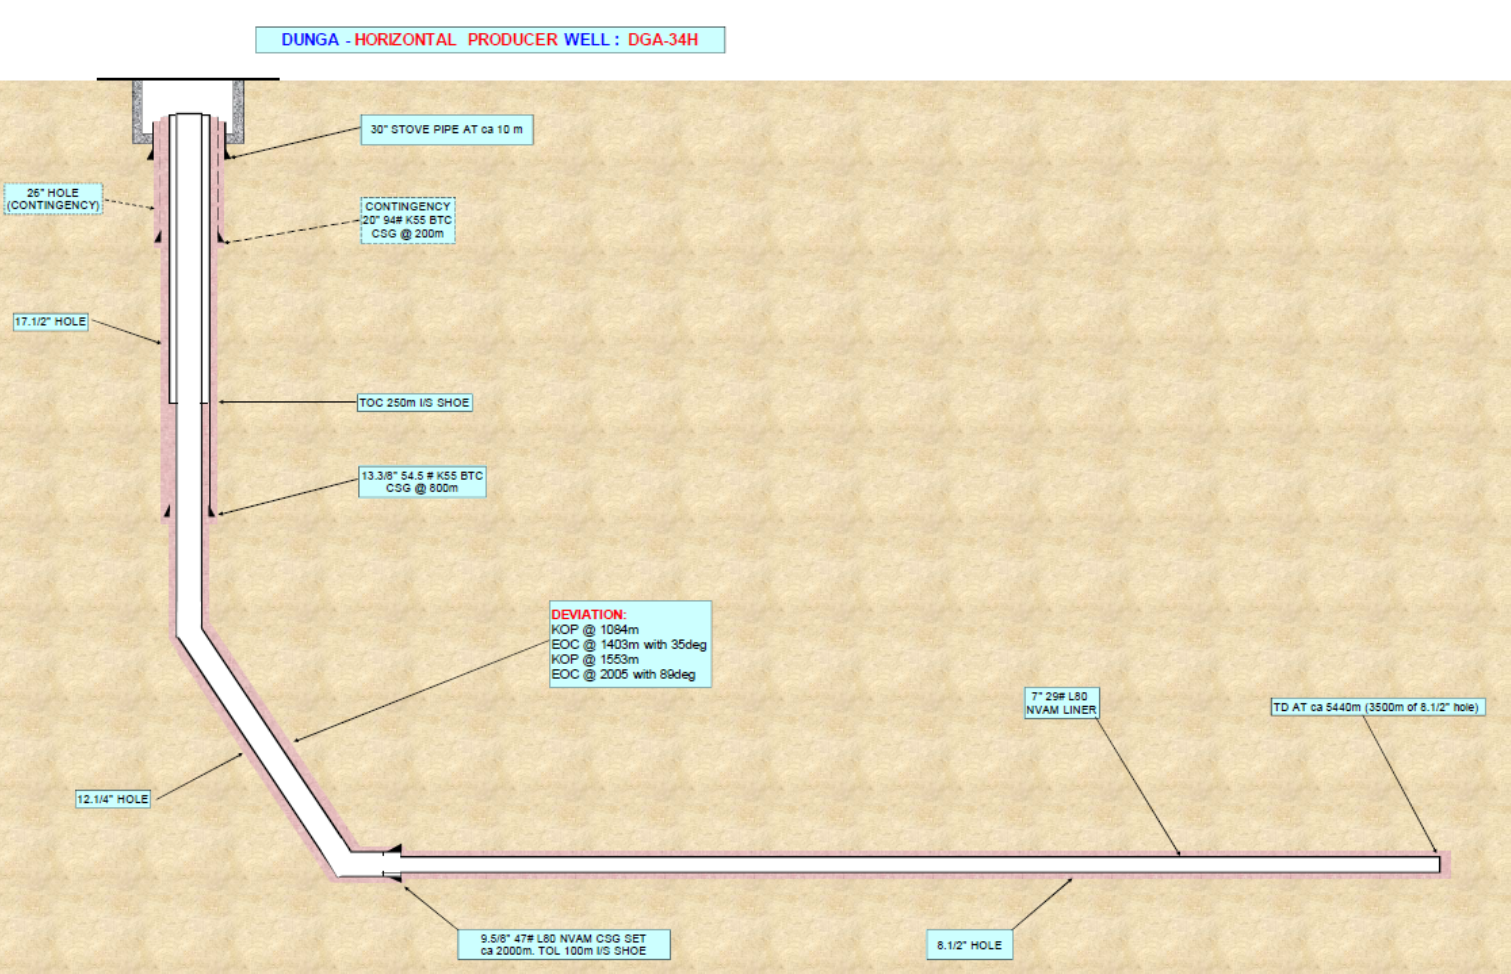 DUNGA - HORIZONTAL PRODUCER WELL : DGA-34H
30" STOVE PIPE AT ca 10 m
26" HOLE
(CONTINGENCY)
CONTINGENCY
20" 94# K55 BTC
CSG @ 200m
17.1/2" HOLE
TOC 250m I/S SHOE
13.3/8" 54.5 # K55 BTC
CSG @ 800m
DEVIATION:
KOP @ 1084m
EOC @ 1403m with 35deg
KOP @ 1553m
EOC @ 2005 with 89deg
7" 29# L80
NVAM LINER
TD AT ca 5440m (3500m of 8.1/2" hole)
12.1/4" HOLE
9.5/8" 47# L80 NVAM CSG SET
ca 2000m. TOL 100m I/S SHOE
8.1/2" HOLE